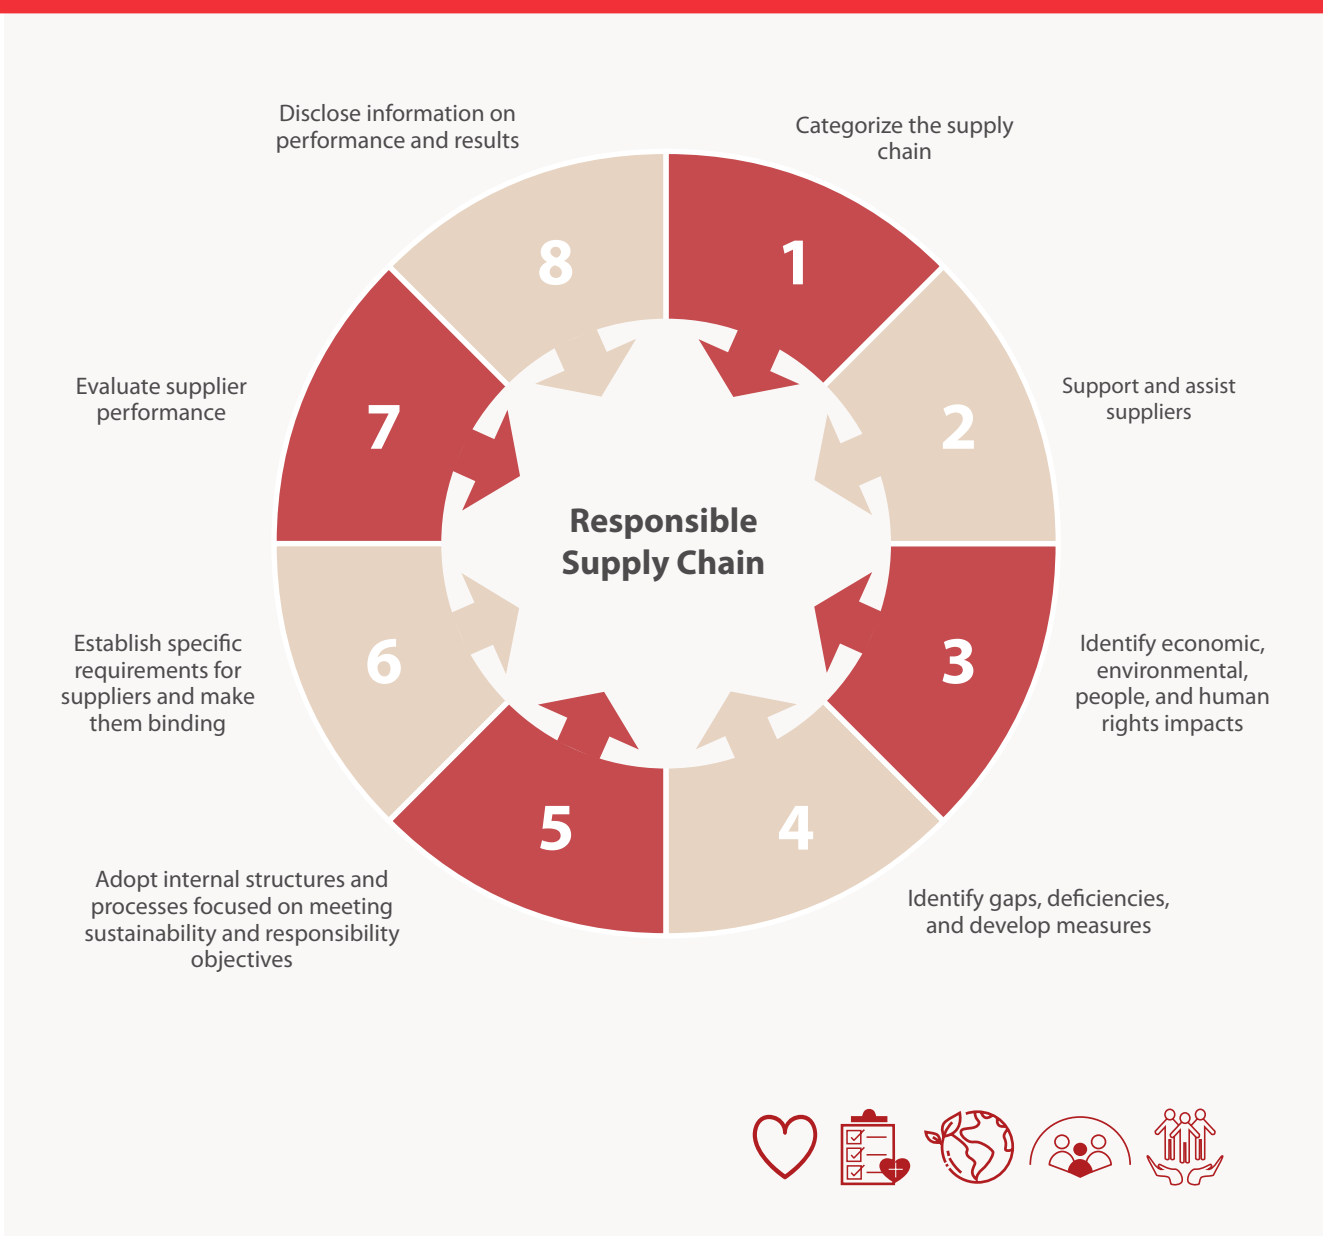 Disclose information on
performance and results
Categorize the supply
chain
8
1
Evaluate supplier
performance
7
2
Support and assist
suppliers
Responsible
Supply Chain
Establish specific
requirements for
suppliers and make
them binding
6
3
Identify economic,
environmental,
people, and human
rights impacts
5
4
Adopt internal structures and
processes focused on meeting
sustainability and responsibility
objectives
Identify gaps, deficiencies,
and develop measures